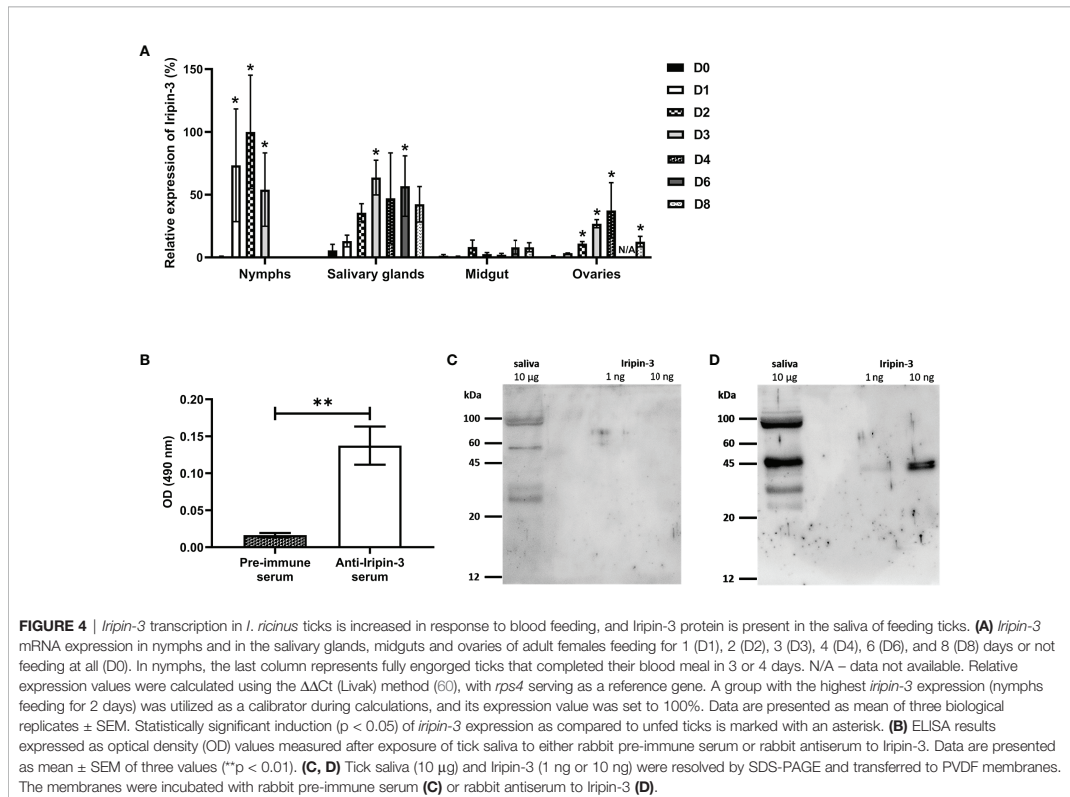 A
Relative expression of Iripin-3 (%)
150
100
50
0
* * * * * * * * N/A *
Nymphs Salivary glands Midgut Ovaries
D0
D1
D2
D3
D4
D6
D8
B
OD (490 nm)
0.20
0.15
0.10
0.05
0.00
**
Pre-immune serum
Anti-Iripin-3 serum
C
saliva Iripin-3
10 µg 1 ng 10 ng
kDa
100
60
45
20
12
D
saliva Iripin-3
10 µg 1 ng 10 ng
kDa
100
60
45
20
12
FIGURE 4 | Iripin-3 transcription in I. ricinus ticks is increased in response to blood feeding, and Iripin-3 protein is present in the saliva of feeding ticks. (A) Iripin-3
mRNA expression in nymphs and in the salivary glands, midguts and ovaries of adult females feeding for 1 (D1), 2 (D2), 3 (D3), 4 (D4), 6 (D6), and 8 (D8) days or not
feeding at all (D0). In nymphs, the last column represents fully engorged ticks that completed their blood meal in 3 or 4 days. N/A – data not available. Relative
expression values were calculated using the ΔΔCt (Livak) method (60), with rps4 serving as a reference gene. A group with the highest iripin-3 expression (nymphs
feeding for 2 days) was utilized as a calibrator during calculations, and its expression value was set to 100%. Data are presented as mean of three biological
replicates ± SEM. Statistically significant induction (p < 0.05) of iripin-3 expression as compared to unfed ticks is marked with an asterisk. (B) ELISA results
expressed as optical density (OD) values measured after exposure of tick saliva to either rabbit pre-immune serum or rabbit antiserum to Iripin-3. Data are presented
as mean ± SEM of three values (**p < 0.01). (C, D) Tick saliva (10 μg) and Iripin-3 (1 ng or 10 ng) were resolved by SDS-PAGE and transferred to PVDF membranes.
The membranes were incubated with rabbit pre-immune serum (C) or rabbit antiserum to Iripin-3 (D).